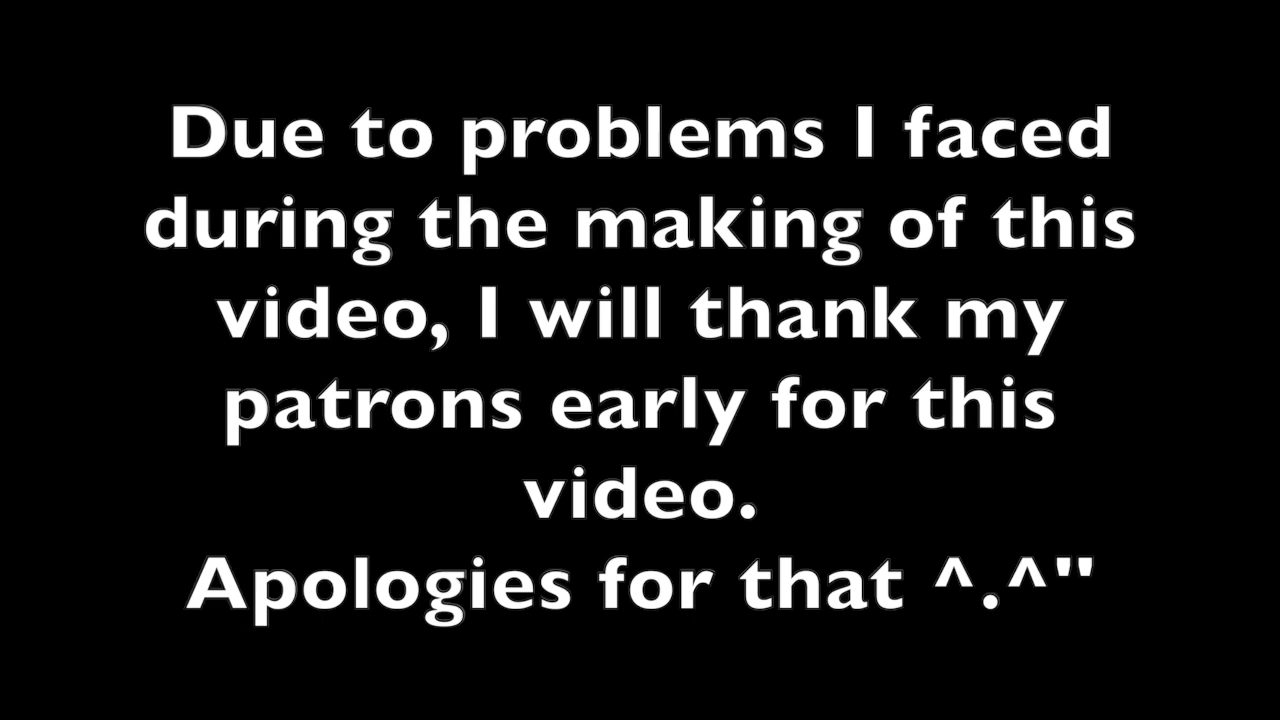 Due to problems I faced
during the making of this
video, I will thank my
patrons early for this
video.
Apologies for that ^.^"